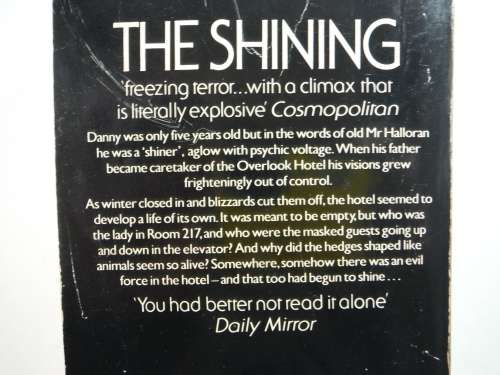 THE SHINING
'freezing terror...with a climax that
is literally explosive' Cosmopolitan
Danny was only five years old but in the words of old Mr Halloran
he was a 'shiner', aglow with psychic voltage. When his father
became caretaker of the Overlook Hotel his visions grew
frighteningly out of control.
As winter closed in and blizzards cut them off, the hotel seemed to
develop a life of its own. It was meant to be empty, but who was
the lady in Room 217, and who were the masked guests going up
and down in the elevator? And why did the hedges shaped like
animals seem so alive? Somewhere, somehow there was an evil
force in the hotel – and that too had begun to shine...
'You had better not read it alone'
Daily Mirror